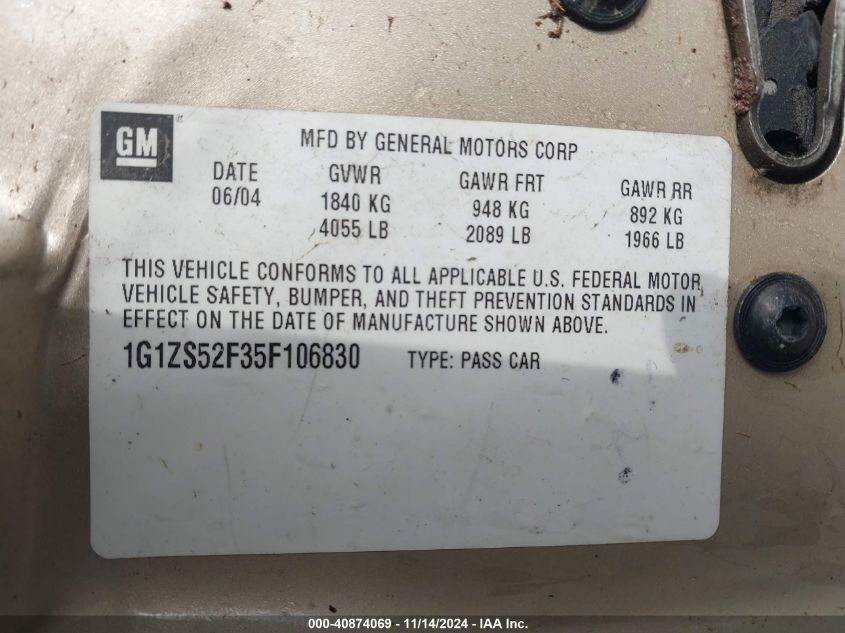 GM ®
MFD BY GENERAL MOTORS CORP
DATE GVWR GAWR FRT GAWR RR
06/04 1840 KG 948 KG 892 KG
4055 LB 2089 LB 1966 LB
THIS VEHICLE CONFORMS TO ALL APPLICABLE U.S. FEDERAL MOTOR
VEHICLE SAFETY, BUMPER, AND THEFT PREVENTION STANDARDS IN
EFFECT ON THE DATE OF MANUFACTURE SHOWN ABOVE.
1G1ZS52F35F106830 TYPE: PASS CAR
000-40874069 - 11/14/2024 - IAA Inc.